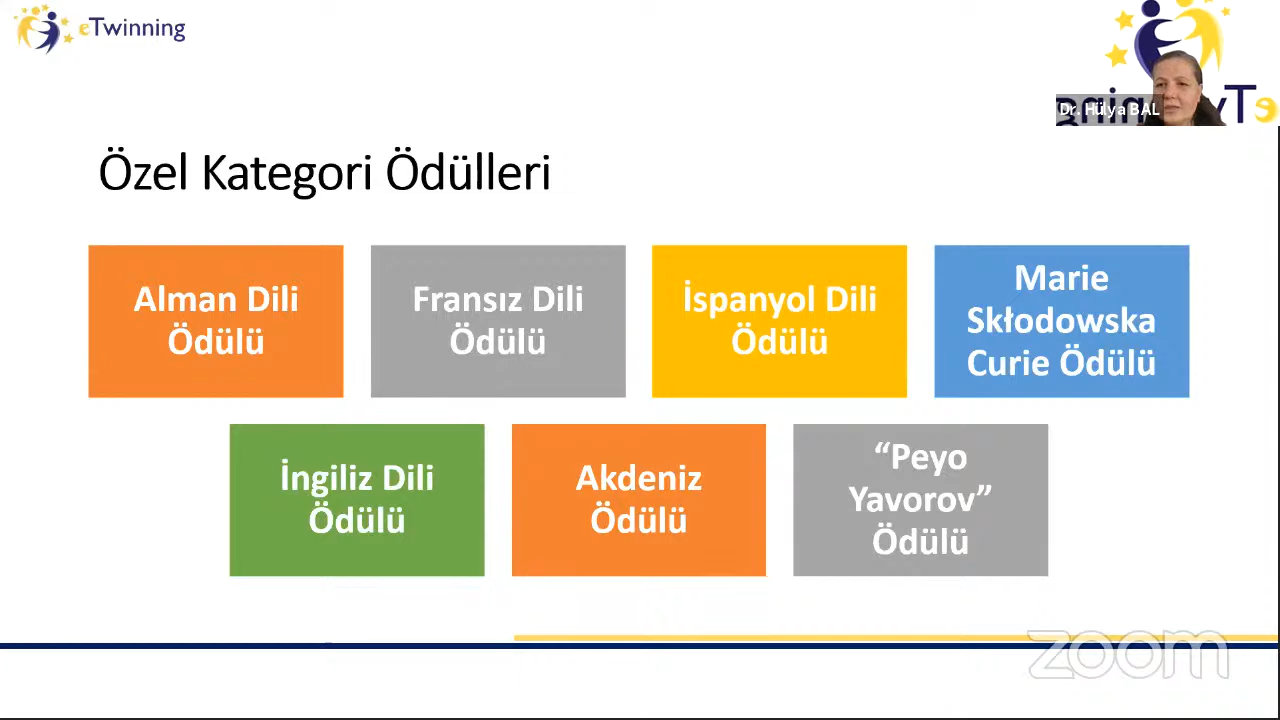 eTwinning
Dr. Hülya BAL
Özel Kategori Ödülleri
Alman Dili
Ödülü
Fransız Dili
Ödülü
İspanyol Dili
Ödülü
Marie
Skłodowska
Curie Ödülü
İngiliz Dili
Ödülü
Akdeniz
Ödülü
“Peyo
Yavorov”
Ödülü
zoom